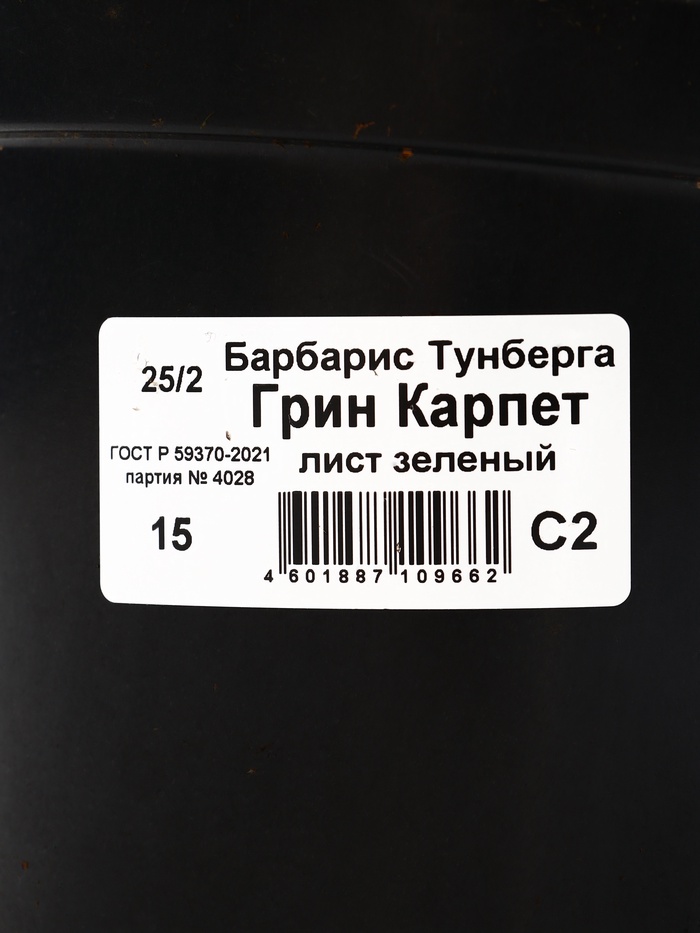 Барбарис Тунберга
25/2
Грин Карпет
ГОСТ Р 59370-2021
лист зеленый
партия № 4028
15
C2
4 601887 109662